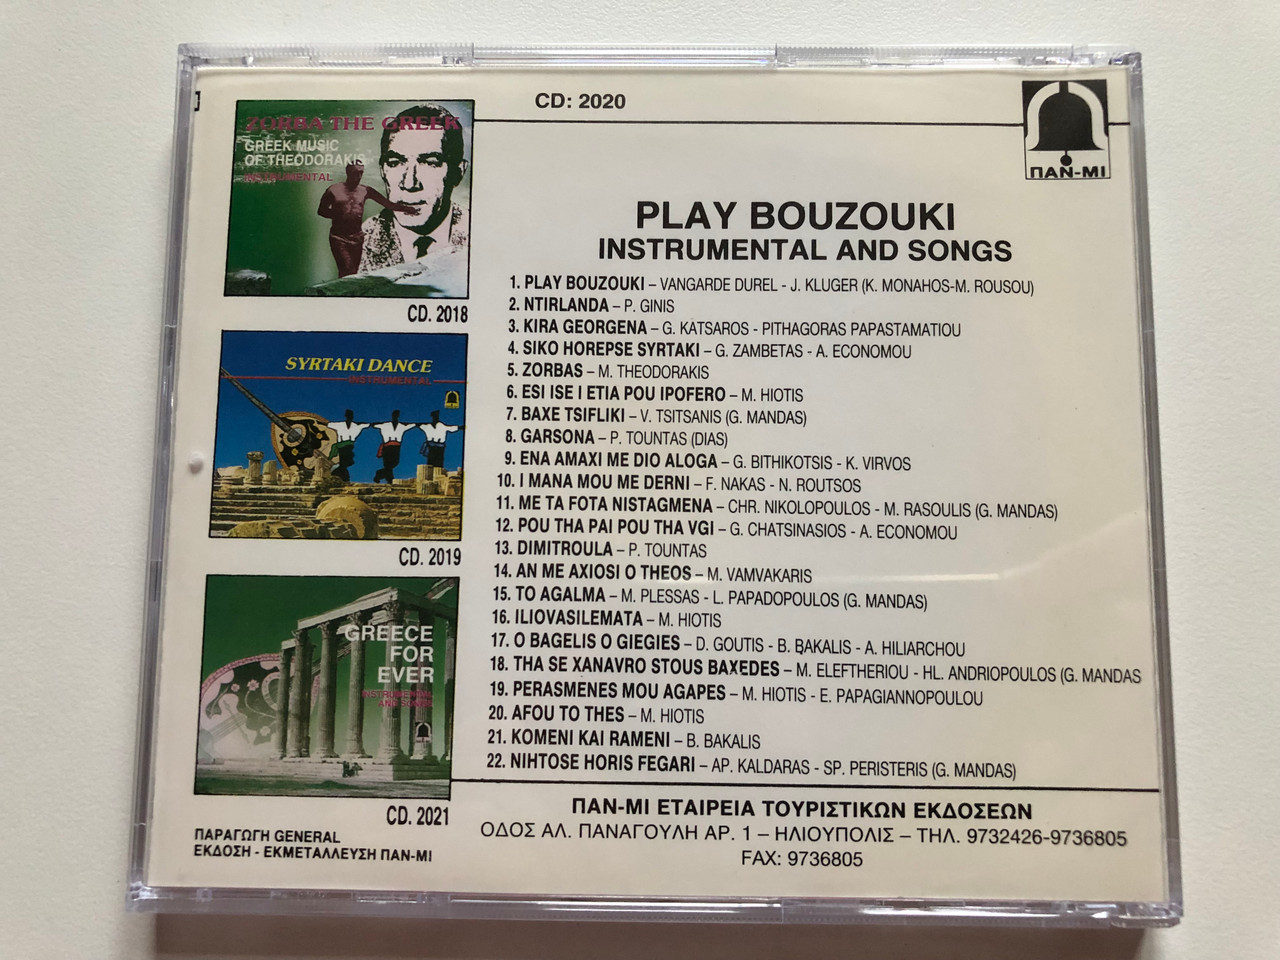 CD: 2020
ΠΑΝ-ΜΙ
PLAY BOUZOUKI
INSTRUMENTAL AND SONGS
1. PLAY BOUZOUKI – VANGARDE DUREL - J. KLUGER (K. MONAHOS-M. ROUSOU)
2. NTIRLANDA – P. GINIS
3. KIRA GEORGENA – G. KATSAROS - PITHAGORAS PAPASTAMATIOU
4. SIKO HOREPSE SYRTAKI – G. ZAMBETAS - A. ECONOMOU
5. ZORBAS – M. THEODORAKIS
6. ESI ISE I ETIA POU IPOFERO – M. HIOTIS
7. BAXE TSIFLIKI – V. TSITSANIS (G. MANDAS)
8. GARSONA – P. TOUNTAS (DIAS)
9. ENA AMAXI ME DIO ALOGA – G. BITHIKOTSIS - K. VIRVOS
10. I MANA MOU ME DERNI – F. NAKAS - N. ROUTSOS
11. ME TA FOTA NISTAGMENA – CHR. NIKOLOPOULOS - M. RASOULIS (G. MANDAS)
12. POU THA PAI POU THA VGI – G. CHATSINASIOS - A. ECONOMOU
13. DIMITROULA – P. TOUNTAS
14. AN ME AXIOSI O THEOS – M. VAMVAKARIS
15. TO AGALMA – M. PLESSAS - L. PAPADOPOULOS (G. MANDAS)
16. ILIOVASILEMATA – M. HIOTIS
17. O BAGELIS O GIEGIES – D. GOUTIS - B. BAKALIS - A. HILIARCHOU
18. THA SE XANAVRO STOUS BAXEDES – M. ELEFTHERIOU - HL. ANDRIOPOULOS (G. MANDAS
19. PERASMENES MOU AGAPES – M. HIOTIS - E. PAPAGIANNOPOULOU
20. AFOU TO THES – M. HIOTIS
21. KOMENI KAI RAMENI – B. BAKALIS
22. NIHTOSE HORIS FEGARI – AP. KALDARAS - SP. PERISTERIS (G. MANDAS)
ZORBA THE GREEK
GREEK MUSIC
OF THEODORAKIS
INSTRUMENTAL
CD. 2018
SYRTAKI DANCE
INSTRUMENTAL
CD. 2019
GREECE
FOR
EVER
INSTRUMENTAL
AND SONGS
CD. 2021
ΠΑΡΑΓΩΓΗ GENERAL
ΕΚΔΟΣΗ - ΕΚΜΕΤΑΛΛΕΥΣΗ ΠΑΝ-ΜΙ
ΠΑΝ-ΜΙ ΕΤΑΙΡΕΙΑ ΤΟΥΡΙΣΤΙΚΩΝ ΕΚΔΟΣΕΩΝ
ΟΔΟΣ ΑΛ. ΠΑΝΑΓΟΥΛΗ ΑΡ. 1 – ΗΛΙΟΥΠΟΛΙΣ – ΤΗΛ. 9732426-9736805
FAX: 9736805